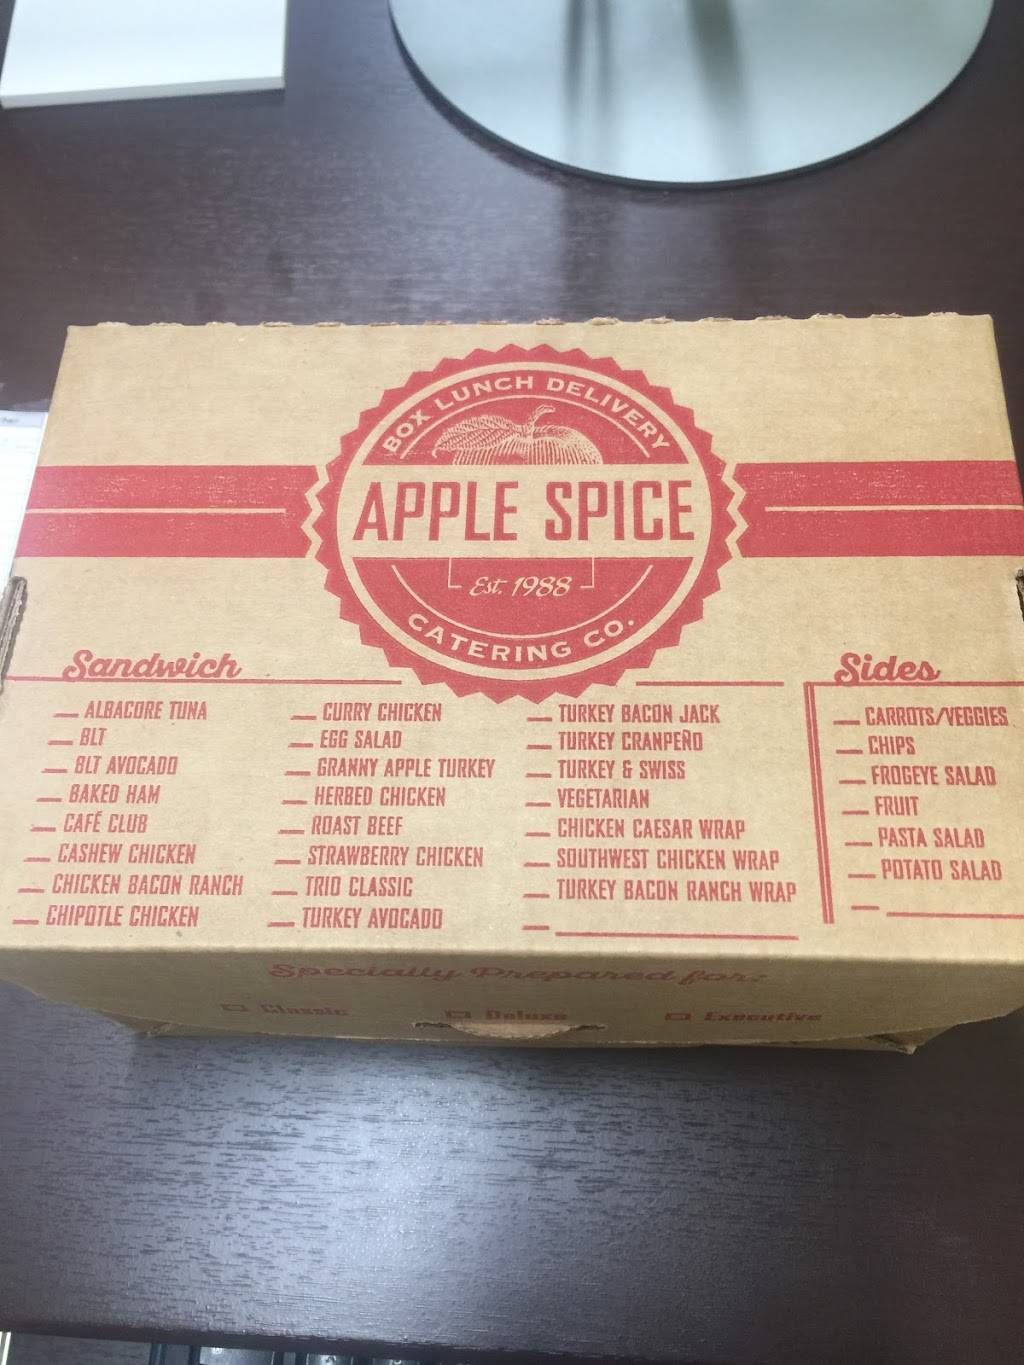 BOX LUNCH DELIVERY
APPLE SPICE
Est. 1988
CATERING CO.
Sandwich
ALBACORE TUNA
BLT
BLT AVOCADO
BAKED HAM
CAFÉ CLUB
CASHEW CHICKEN
CHICKEN BACON RANCH
CHIPOTLE CHICKEN
CURRY CHICKEN
EGG SALAD
GRANNY APPLE TURKEY
HERBED CHICKEN
ROAST BEEF
STRAWBERRY CHICKEN
TRIO CLASSIC
TURKEY AVOCADO
TURKEY BACON JACK
TURKEY CRANPEÑO
TURKEY & SWISS
VEGETARIAN
CHICKEN CAESAR WRAP
SOUTHWEST CHICKEN WRAP
TURKEY BACON RANCH WRAP
Sides
CARROTS/VEGGIES
CHIPS
FROGEYE SALAD
FRUIT
PASTA SALAD
POTATO SALAD
Specially Prepared for:
Classic
Deluxe
Executive